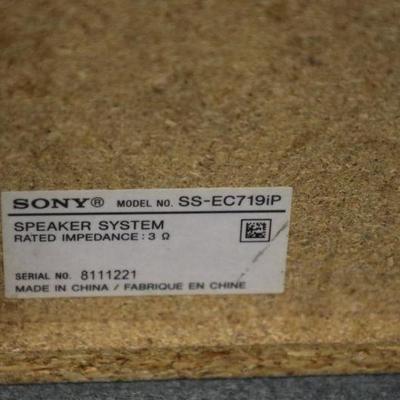 SONY® MODEL NO. SS-EC719iP
SPEAKER SYSTEM
RATED IMPEDANCE: 3 Ω
SERIAL NO. 8111221
MADE IN CHINA / FABRIQUE EN CHINE